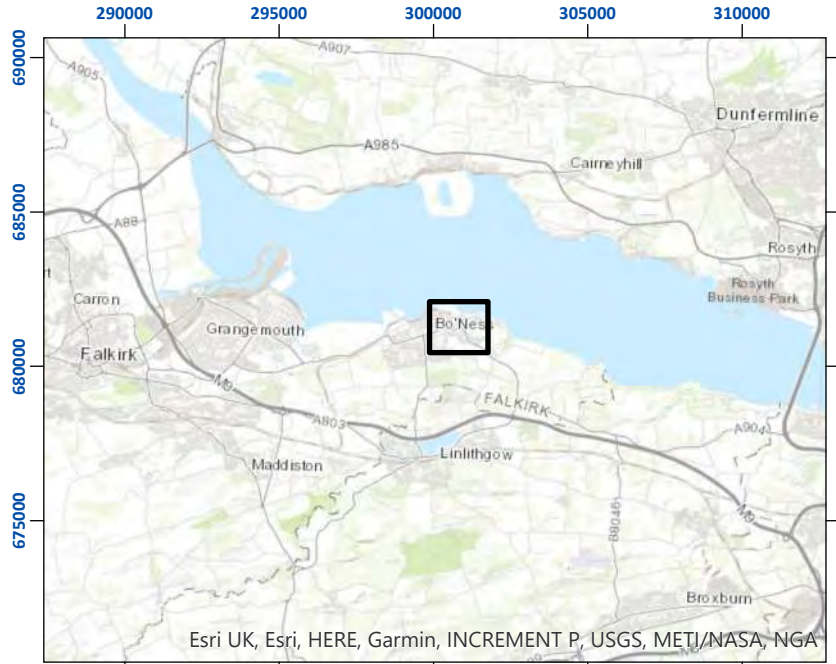 290000 295000 300000 305000 310000
690000
A907
A905
Dunfermline
A985
Cairneyhill
685000
A88
Rosyth
Rosyth
Business Park
Carron
Grangemouth
Bo'Ness
680000
Falkirk
M9
FALKIRK
A803
A904
Linlithgow
Maddiston
675000
M9
B8046
Broxburn
Esri UK, Esri, HERE, Garmin, INCREMENT P, USGS, METI/NASA, NGA